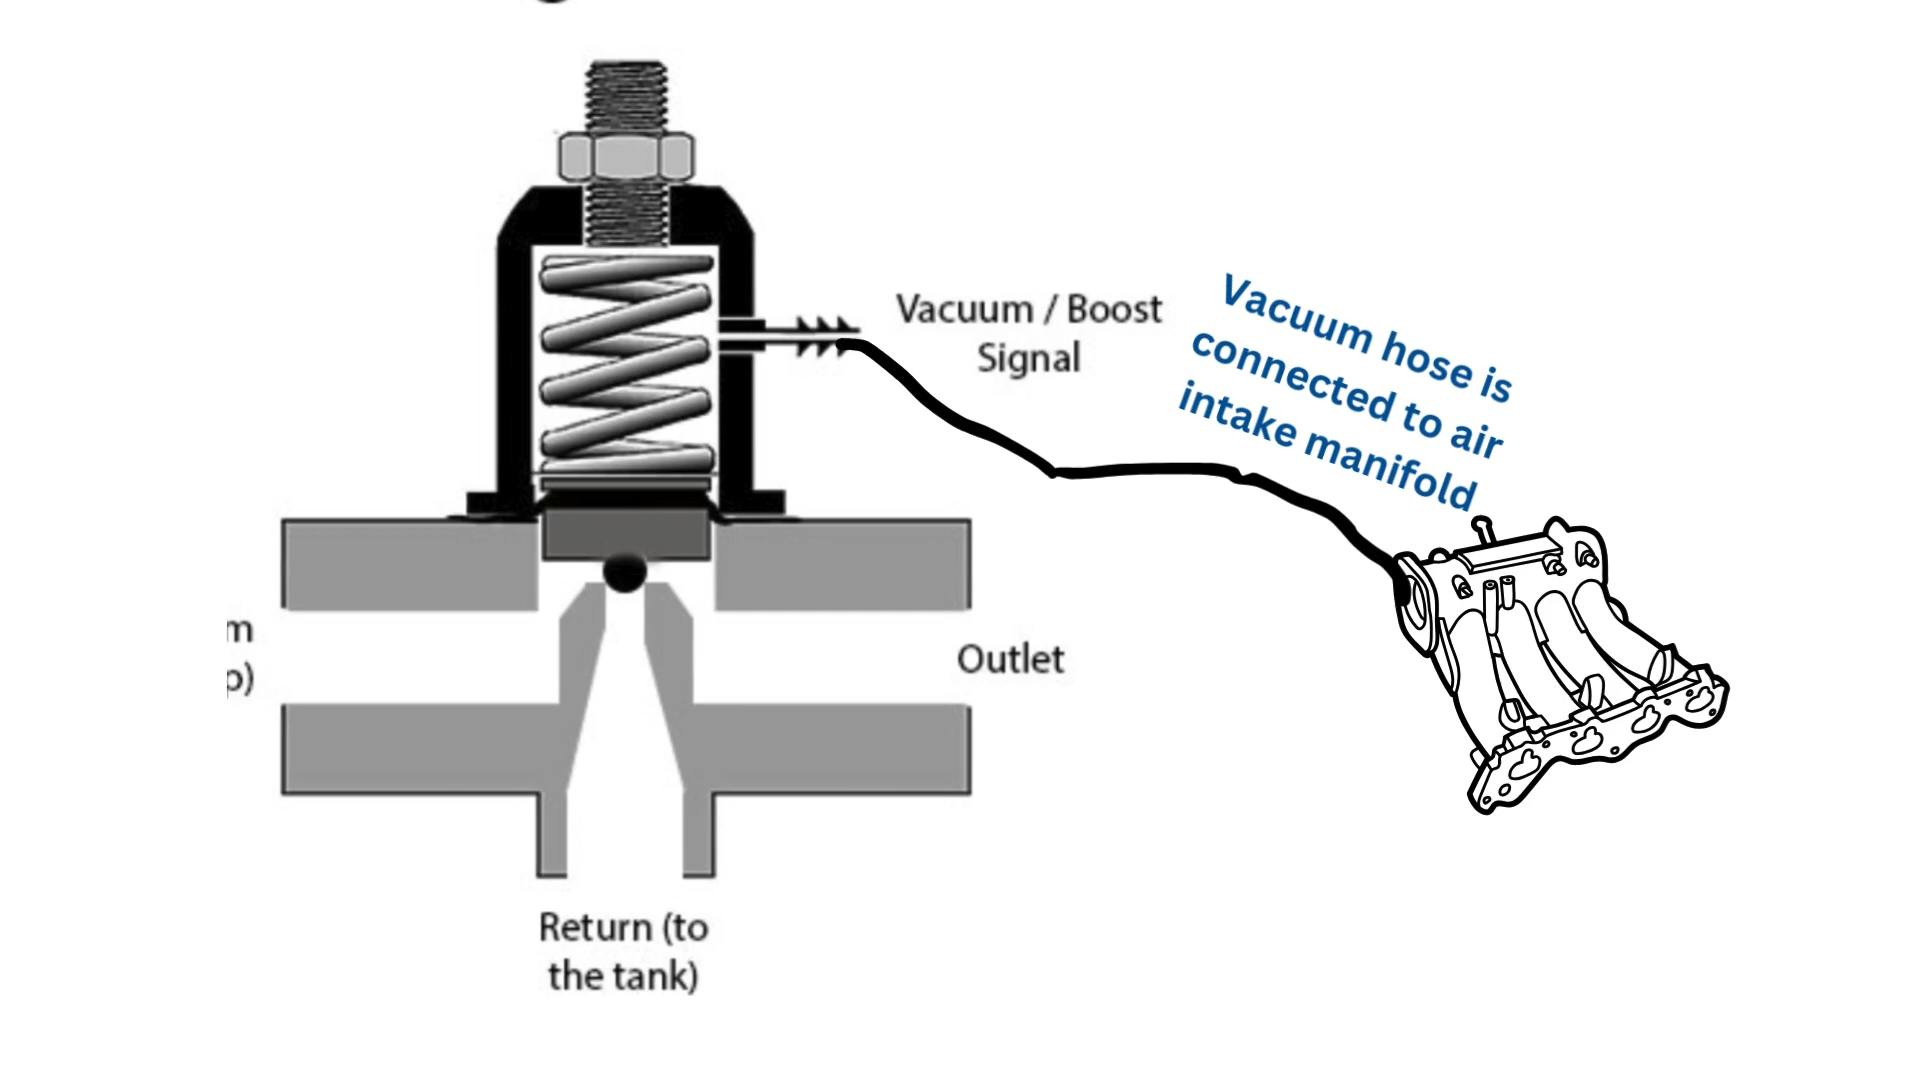 Vacuum / Boost
Signal
Vacuum hose is
connected to air
intake manifold
m
p)
Outlet
Return (to
the tank)